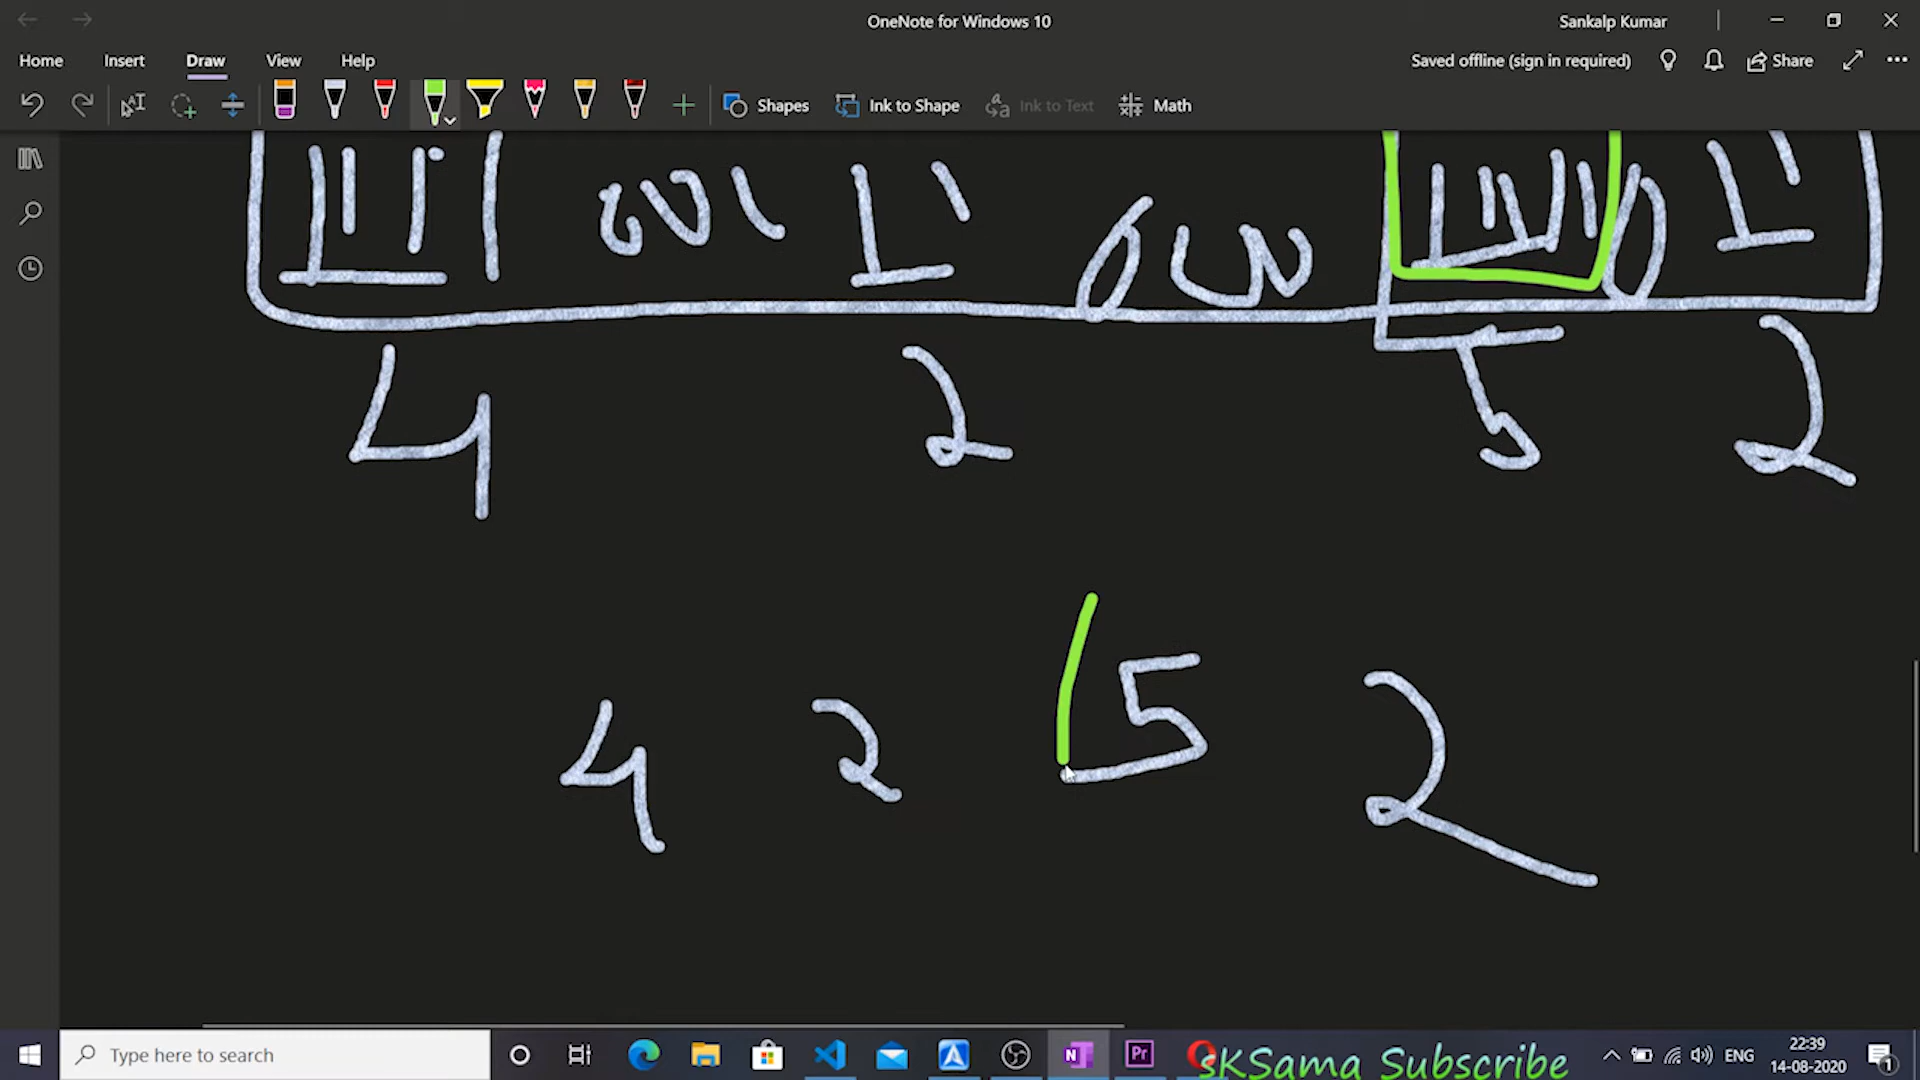 OneNote for Windows 10
Sankalp Kumar
Home Insert Draw View Help
Saved offline (sign in required)
Share
Shapes
Ink to Shape
Ink to Text
Math
4 2 5 2
4 2 5 2
Type here to search
N
Pr
sKSama Subscribe
ENG
22:39
14-08-2020
1